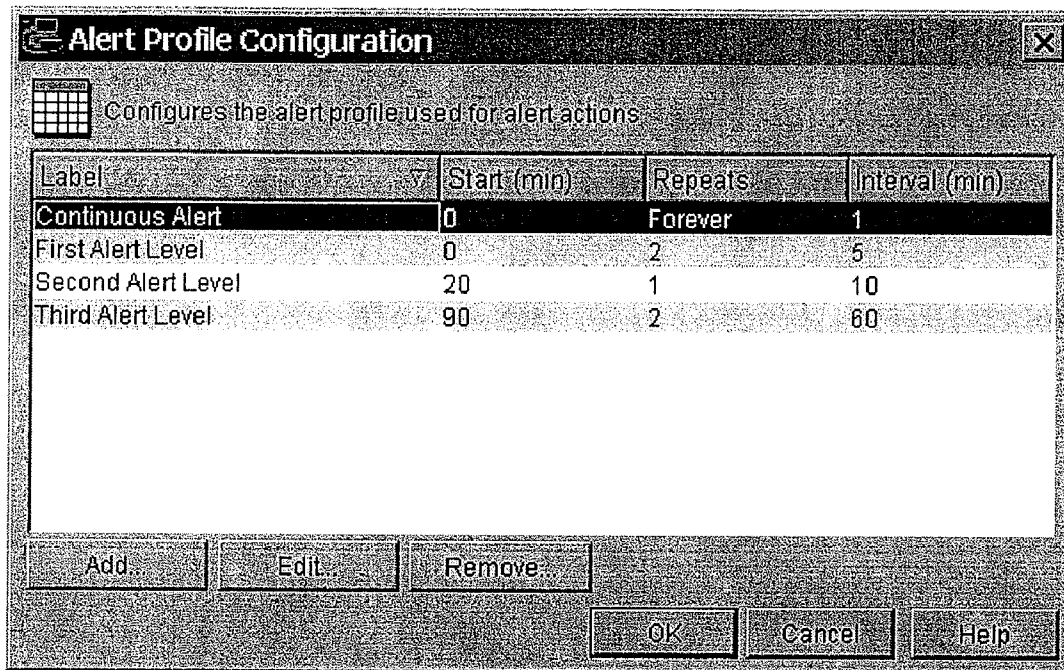 Alert Profile Configuration
Configures the alert profile used for alert actions
Label Start (min) Repeats Interval (min)
Continuous Alert 0 Forever 1
First Alert Level 0 2 5
Second Alert Level 20 1 10
Third Alert Level 90 2 60
Add... Edit... Remove...
OK Cancel Help